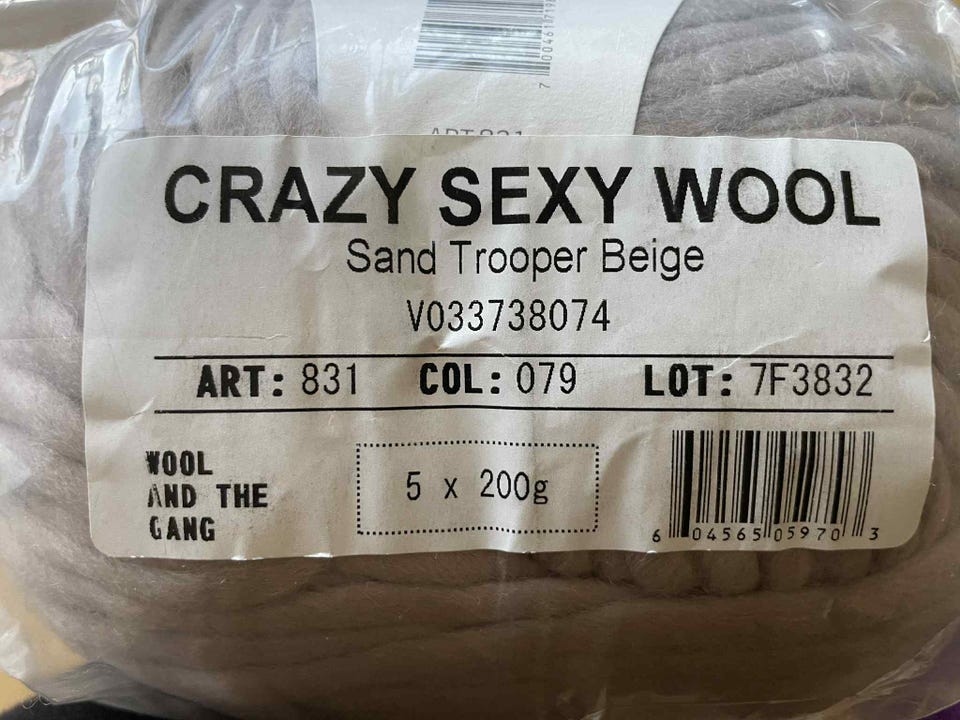 CRAZY SEXY WOOL
Sand Trooper Beige
V033738074
ART: 831 COL: 079 LOT: 7F3832
WOOL
AND THE
GANG
5 x 200g
6 04565 05970 3